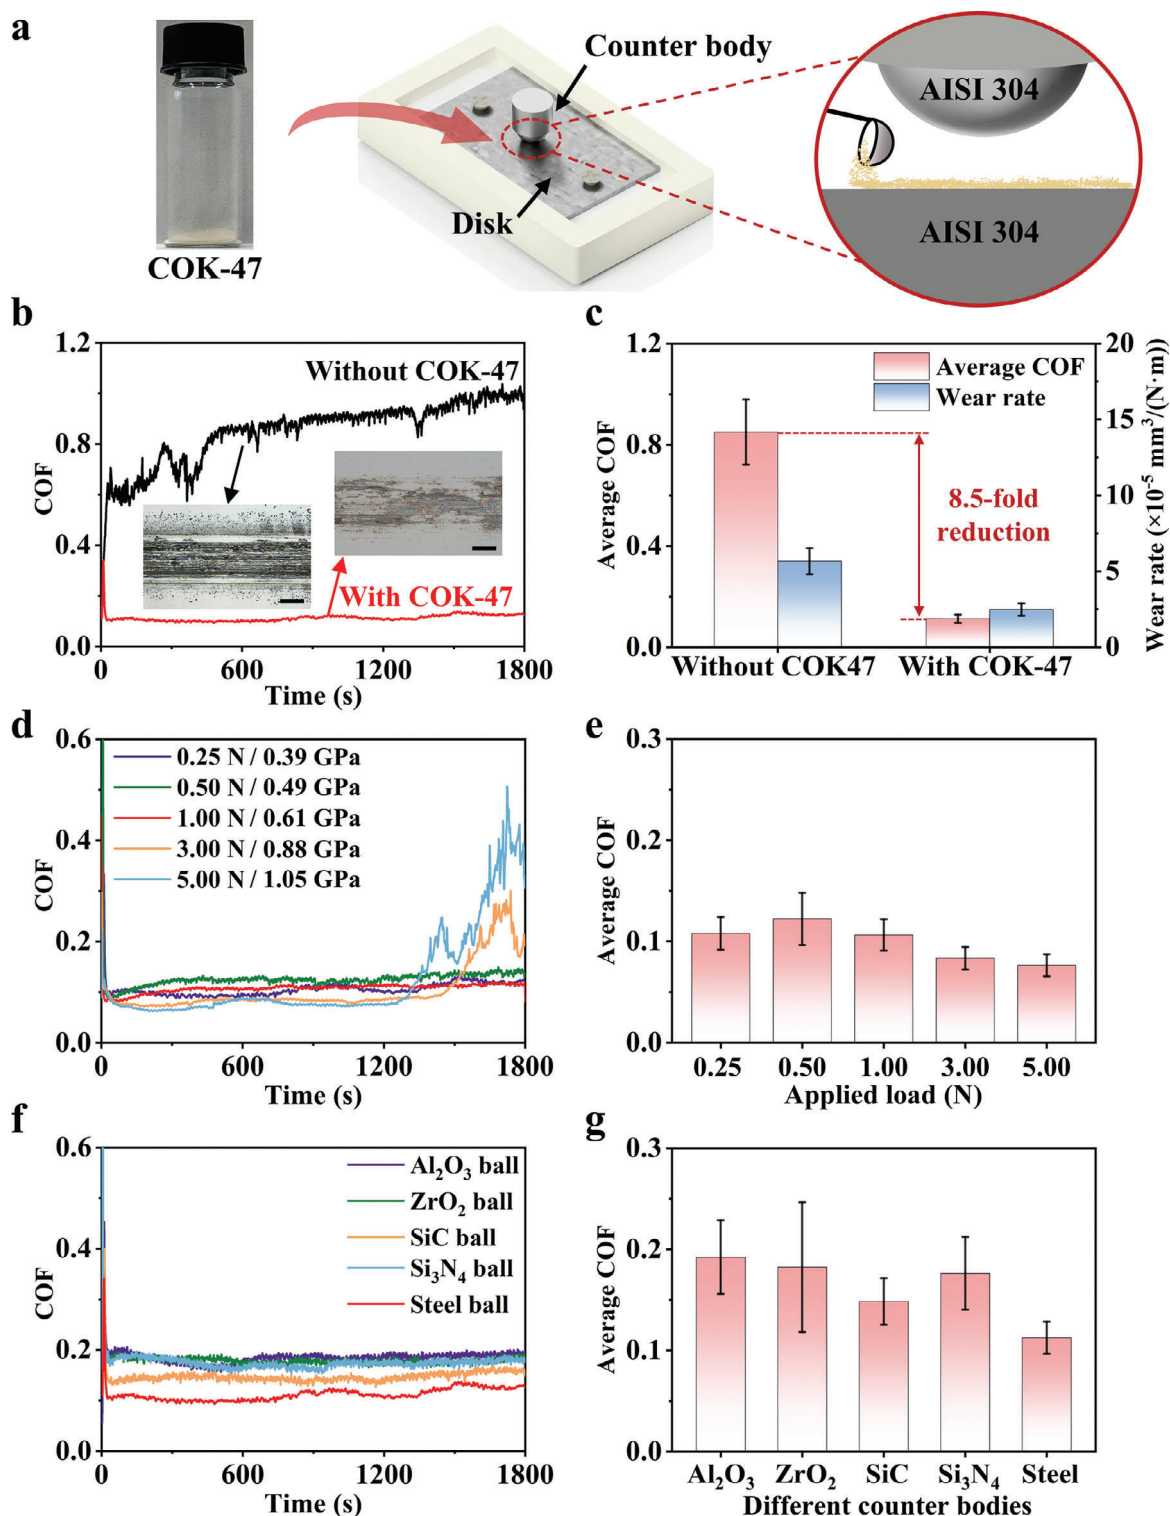 a
Counter body
Disk
COK-47
AISI 304
AISI 304
b
COF
1.2
0.8
0.4
0.0
Without COK-47
With COK-47
0
600
1200
1800
Time (s)
c
Average COF
1.2
0.8
0.4
0.0
Average COF
Wear rate
8.5-fold
reduction
20
15
10
5
0
Wear rate (×10⁻⁵ mm³/(N·m))
Without COK47
With COK-47
d
COF
0.6
0.4
0.2
0.0
0.25 N / 0.39 GPa
0.50 N / 0.49 GPa
1.00 N / 0.61 GPa
3.00 N / 0.88 GPa
5.00 N / 1.05 GPa
0
600
1200
1800
Time (s)
e
Average COF
0.3
0.2
0.1
0.0
0.25
0.50
1.00
3.00
5.00
Applied load (N)
f
COF
0.6
0.4
0.2
0.0
Al₂O₃ ball
ZrO₂ ball
SiC ball
Si₃N₄ ball
Steel ball
0
600
1200
1800
Time (s)
g
Average COF
0.3
0.2
0.1
0.0
Al₂O₃
ZrO₂
SiC
Si₃N₄
Steel
Different counter bodies